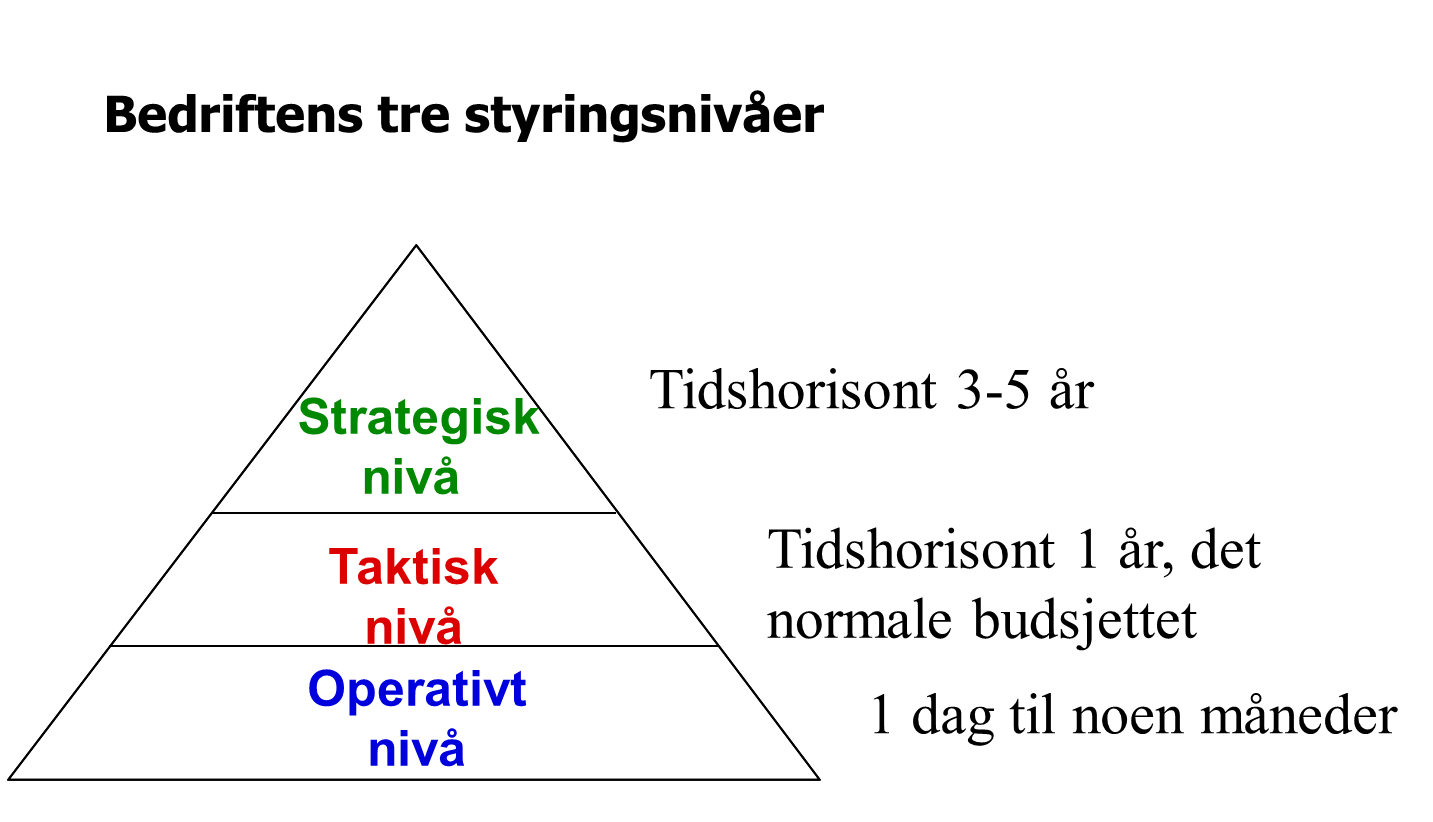 Bedriftens tre styringsnivåer
Strategisk
nivå
Tidshorisont 3-5 år
Taktisk
nivå
Tidshorisont 1 år, det
normale budsjettet
Operativt
nivå
1 dag til noen måneder